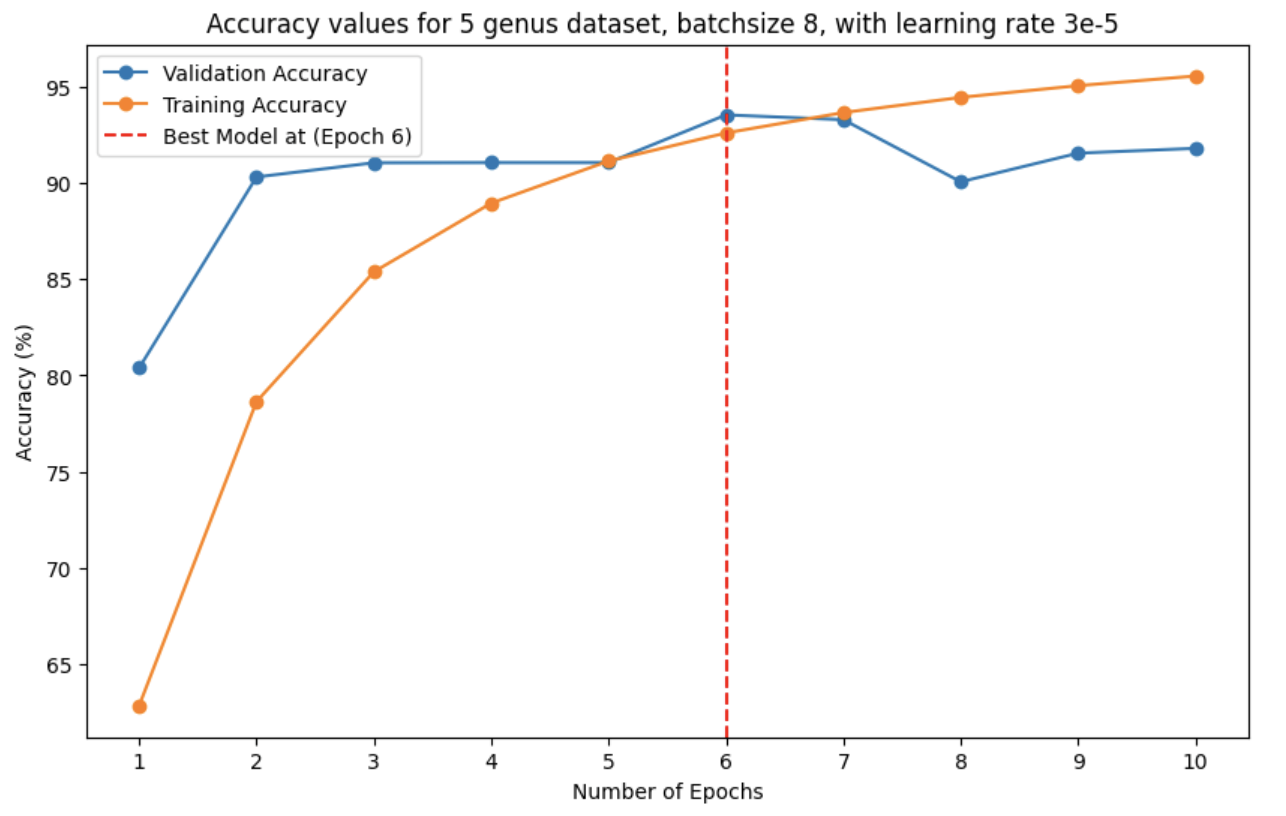 Accuracy values for 5 genus dataset, batchsize 8, with learning rate 3e-5
Validation Accuracy
Training Accuracy
Best Model at (Epoch 6)
Accuracy (%)
95
90
85
80
75
70
65
1 2 3 4 5 6 7 8 9 10
Number of Epochs